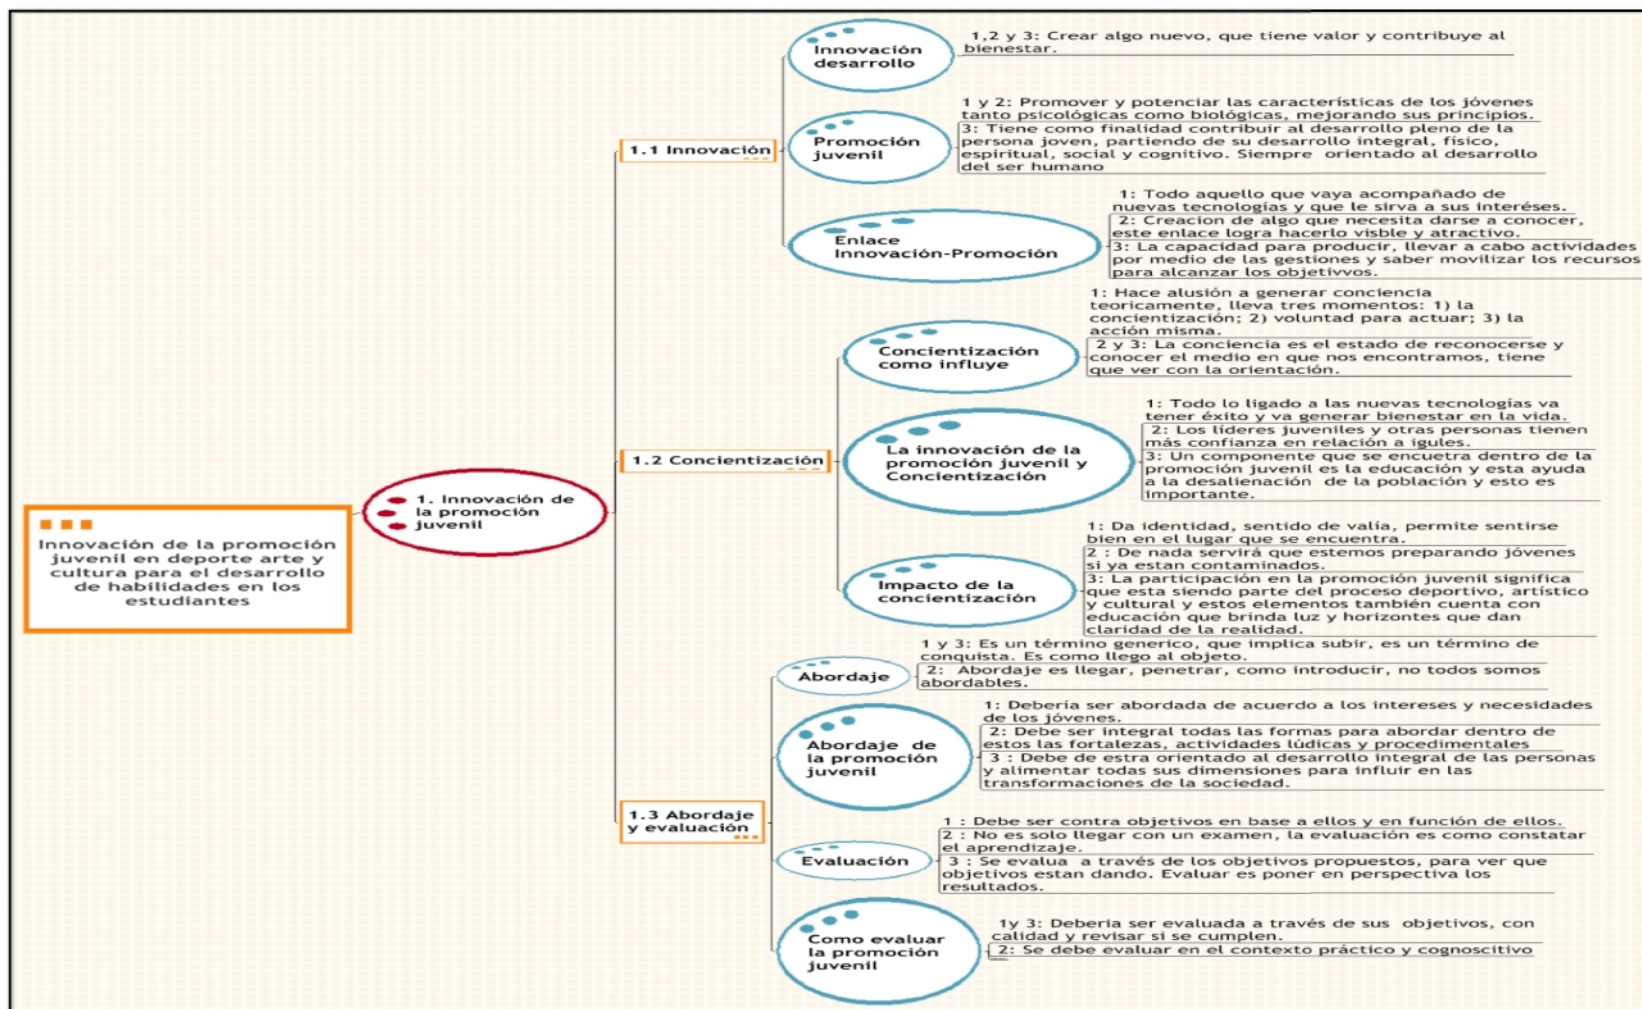 Innovación de la promoción
juvenil en deporte arte y
cultura para el desarrollo
de habilidades en los
estudiantes
1. Innovación de
la promoción
juvenil
1.1 Innovación
Innovación
desarrollo
1,2 y 3: Crear algo nuevo, que tiene valor y contribuye al
bienestar.
Promoción
juvenil
1 y 2: Promover y potenciar las características de los jóvenes
tanto psicológicas como biológicas, mejorando sus principios.
3: Tiene como finalidad contribuir al desarrollo pleno de la
persona joven, partiendo de su desarrollo integral, físico,
espiritual, social y cognitivo. Siempre orientado al desarrollo
del ser humano
Enlace
Innovación-Promoción
1: Todo aquello que vaya acompañado de
nuevas tecnologías y que le sirva a sus interéses.
2: Creacion de algo que necesita darse a conocer,
este enlace logra hacerlo visble y atractivo.
3: La capacidad para producir, llevar a cabo actividades
por medio de las gestiones y saber movilizar los recursos
para alcanzar los objetivvos.
1.2 Concientización
Concientización
como influye
1: Hace alusión a generar conciencia
teoricamente, lleva tres momentos: 1) la
concientización; 2) voluntad para actuar; 3) la
acción misma.
2 y 3: La conciencia es el estado de reconocerse y
conocer el medio en que nos encontramos, tiene
que ver con la orientación.
La innovación de la
promoción juvenil y
Concientización
1: Todo lo ligado a las nuevas tecnologías va
tener éxito y va generar bienestar en la vida.
2: Los líderes juveniles y otras personas tienen
más confianza en relación a igules.
3: Un componente que se encuetra dentro de la
promoción juvenil es la educación y esta ayuda
a la desalienación de la población y esto es
importante.
Impacto de la
concientización
1: Da identidad, sentido de valía, permite sentirse
bien en el lugar que se encuentra.
2 : De nada servirá que estemos preparando jóvenes
si ya estan contaminados.
3: La participación en la promoción juvenil significa
que esta siendo parte del proceso deportivo, artístico
y cultural y estos elementos también cuenta con
educación que brinda luz y horizontes que dan
claridad de la realidad.
1.3 Abordaje
y evaluación
Abordaje
1 y 3: Es un término generico, que implica subir, es un término de
conquista. Es como llego al objeto.
2: Abordaje es llegar, penetrar, como introducir, no todos somos
abordables.
Abordaje de
la promoción
juvenil
1: Debería ser abordada de acuerdo a los intereses y necesidades
de los jóvenes.
2: Debe ser integral todas las formas para abordar dentro de
estos las fortalezas, actividades lúdicas y procedimentales
3 : Debe de estra orientado al desarrollo integral de las personas
y alimentar todas sus dimensiones para influir en las
transformaciones de la sociedad.
Evaluación
1 : Debe ser contra objetivos en base a ellos y en función de ellos.
2 : No es solo llegar con un examen, la evaluación es como constatar
el aprendizaje.
3 : Se evalua a través de los objetivos propuestos, para ver que
objetivos estan dando. Evaluar es poner en perspectiva los
resultados.
Como evaluar
la promoción
juvenil
1y 3: Deberia ser evaluada a través de sus objetivos, con
calidad y revisar si se cumplen.
2: Se debe evaluar en el contexto práctico y cognoscitivo